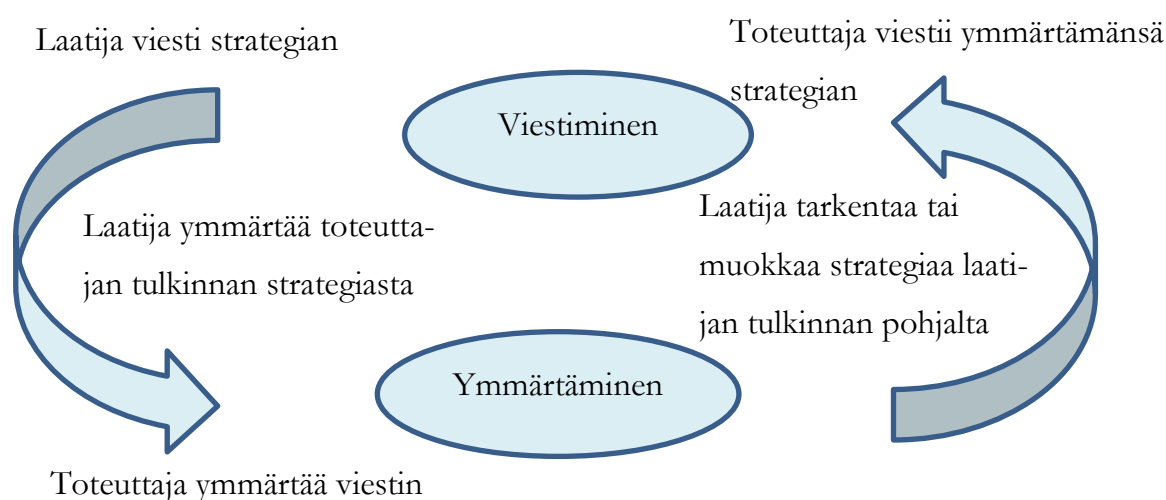 Laatija viesti strategian
Toteuttaja viestii ymmärtämänsä
strategian
Viestiminen
Laatija ymmärtää toteutta-
jan tulkinnan strategiasta
Laatija tarkentaa tai
muokkaa strategiaa laati-
jan tulkinnan pohjalta
Ymmärtäminen
Toteuttaja ymmärtää viestin